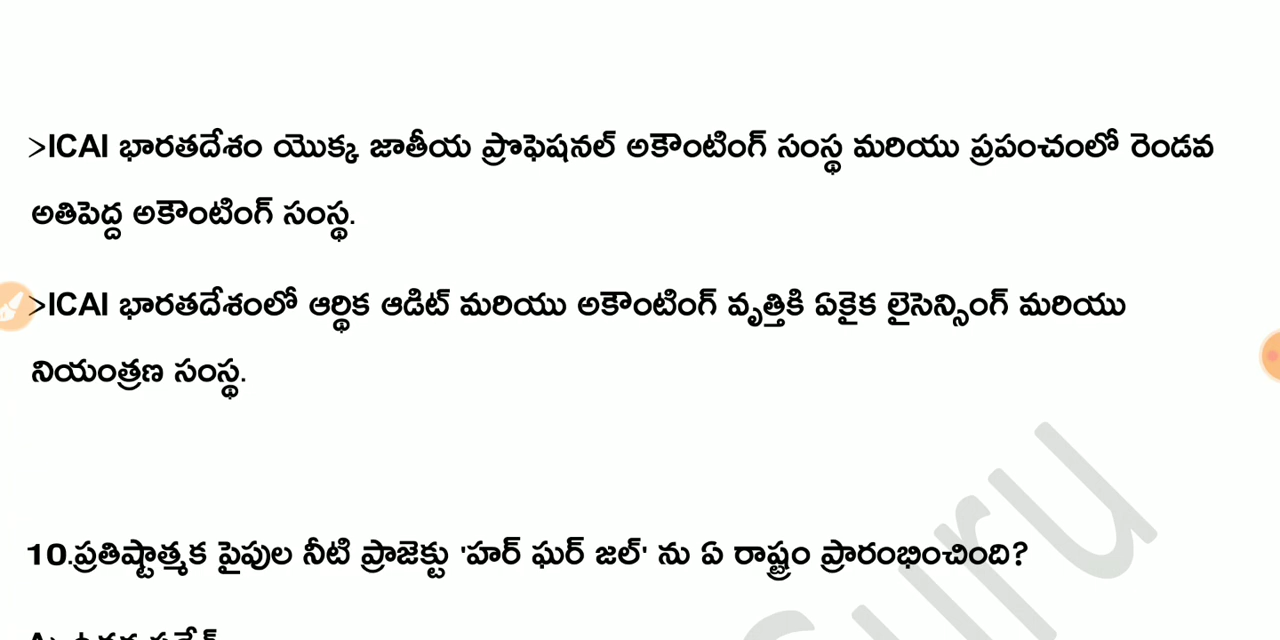 >ICAI భారతదేశం యొక్క జాతీయ ప్రొఫెషనల్ అకౌంటింగ్ సంస్థ మరియు ప్రపంచంలో రెండవ
అతిపెద్ద అకౌంటింగ్ సంస్థ.
>ICAI భారతదేశంలో ఆర్థిక ఆడిట్ మరియు అకౌంటింగ్ వృత్తికి ఏకైక లైసెన్సింగ్ మరియు
నియంత్రణ సంస్థ.
10.ప్రతిష్టాత్మక పైపుల నీటి ప్రాజెక్టు 'హర్ ఘర్ జల్' ను ఏ రాష్ట్రం ప్రారంభించింది?